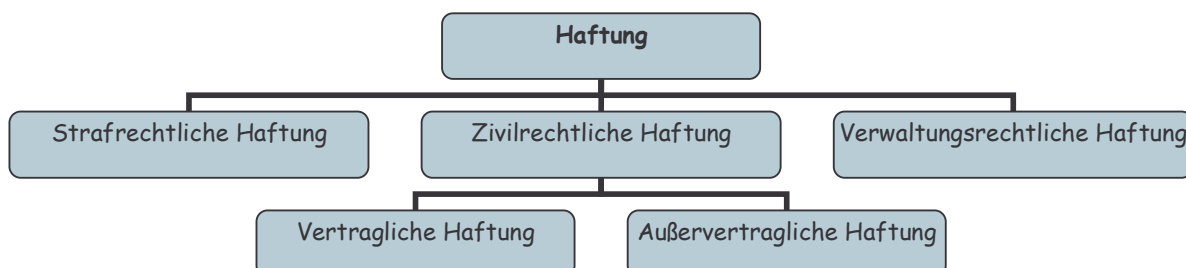 Haftung
Strafrechtliche Haftung
Zivilrechtliche Haftung
Verwaltungsrechtliche Haftung
Vertragliche Haftung
Außervertragliche Haftung